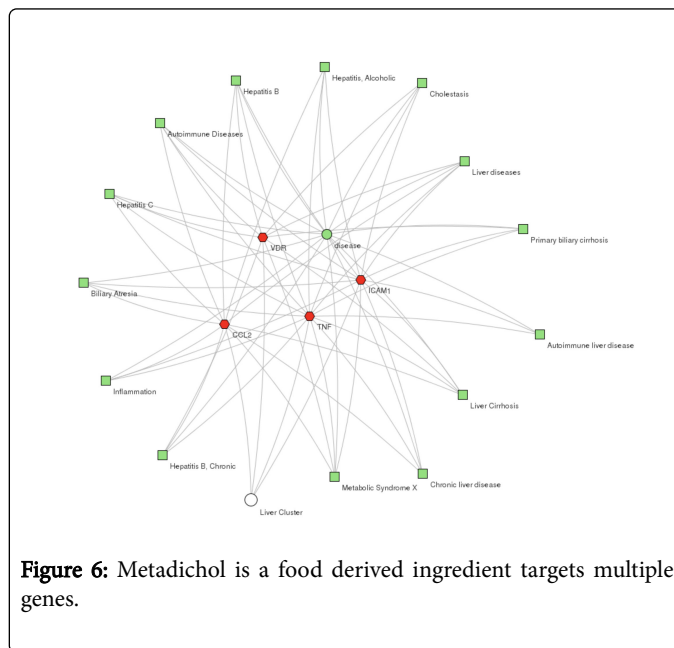 Hepatitis, Alcoholic
Hepatitis B
Cholestasis
Autoimmune Diseases
Liver diseases
Hepatitis C
Primary biliary cirrhosis
VDR
disease
ICAM1
Biliary Atresia
CCL2
TNF
Autoimmune liver disease
Inflammation
Liver Cirrhosis
Hepatitis B, Chronic
Metabolic Syndrome X
Chronic liver disease
Liver Cluster
Figure 6: Metadichol is a food derived ingredient targets multiple
genes.